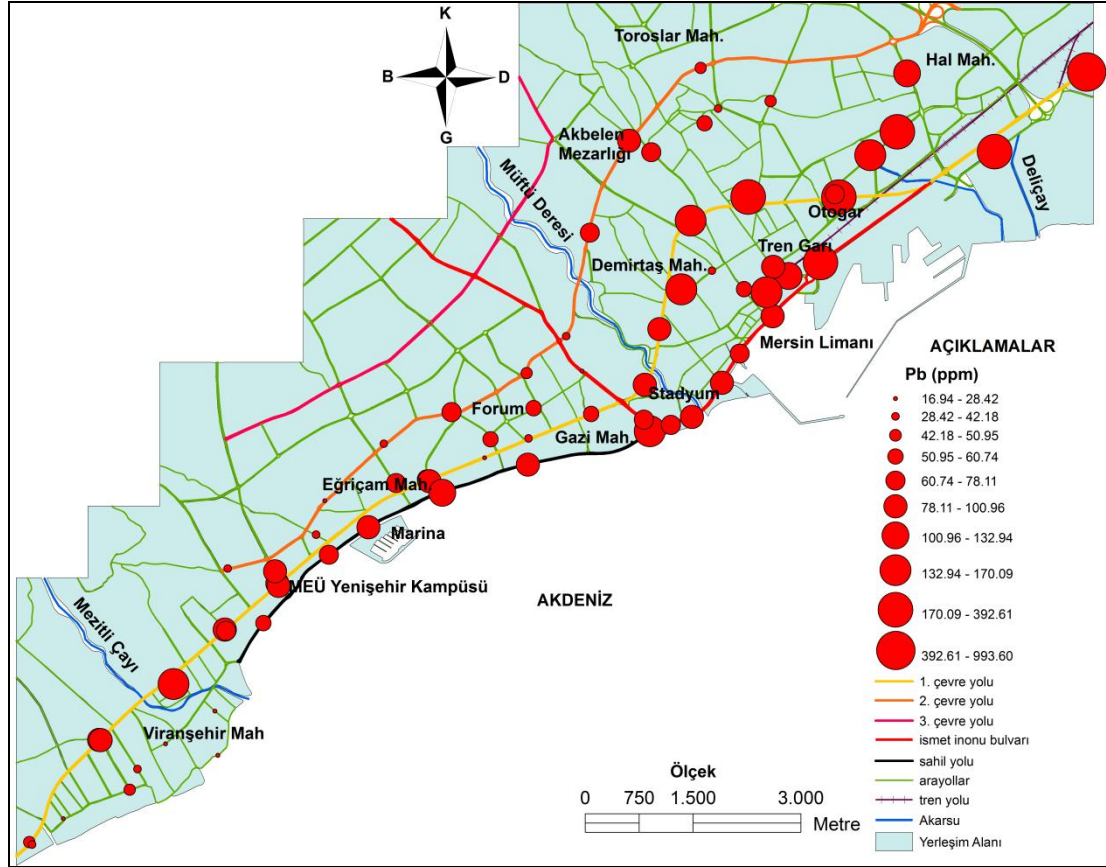 K
B
D
G
Toroslar Mah.
Hal Mah.
Akbelen
Mezarlığı
Müftü Deresi
Deliçay
Otogar
Tren Garı
Demirtaş Mah.
Mersin Limanı
Stadyum
Forum
Gazi Mah.
Eğriçam Mah.
Marina
MEÜ Yenişehir Kampüsü
AKDENİZ
Mezitli Çayı
Viranşehir Mah
AÇIKLAMALAR
Pb (ppm)
16.94 - 28.42
28.42 - 42.18
42.18 - 50.95
50.95 - 60.74
60.74 - 78.11
78.11 - 100.96
100.96 - 132.94
132.94 - 170.09
170.09 - 392.61
392.61 - 993.60
1. çevre yolu
2. çevre yolu
3. çevre yolu
ismet inonu bulvarı
sahil yolu
arayollar
tren yolu
Akarsu
Yerleşim Alanı
Ölçek
0 750 1.500 3.000
Metre